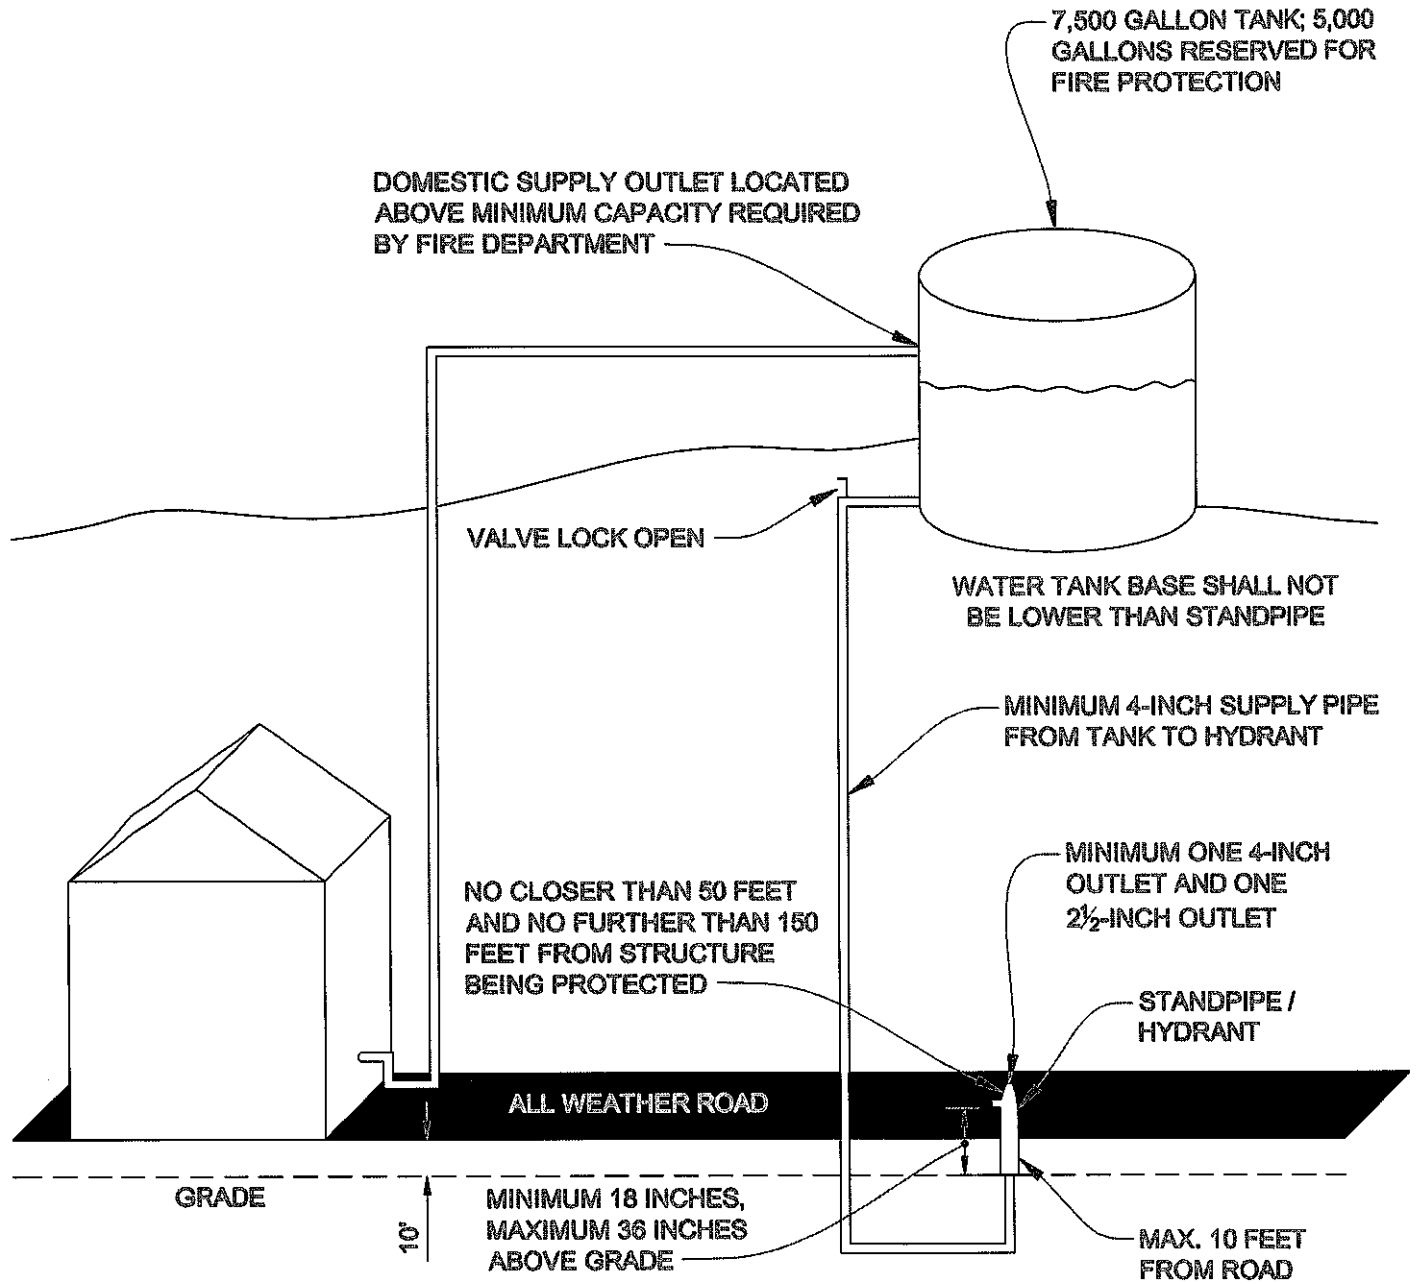 7,500 GALLON TANK; 5,000
GALLONS RESERVED FOR
FIRE PROTECTION
DOMESTIC SUPPLY OUTLET LOCATED
ABOVE MINIMUM CAPACITY REQUIRED
BY FIRE DEPARTMENT
VALVE LOCK OPEN
WATER TANK BASE SHALL NOT
BE LOWER THAN STANDPIPE
MINIMUM 4-INCH SUPPLY PIPE
FROM TANK TO HYDRANT
MINIMUM ONE 4-INCH
OUTLET AND ONE
2½-INCH OUTLET
NO CLOSER THAN 50 FEET
AND NO FURTHER THAN 150
FEET FROM STRUCTURE
BEING PROTECTED
STANDPIPE /
HYDRANT
ALL WEATHER ROAD
GRADE
10'
MINIMUM 18 INCHES,
MAXIMUM 36 INCHES
ABOVE GRADE
MAX. 10 FEET
FROM ROAD